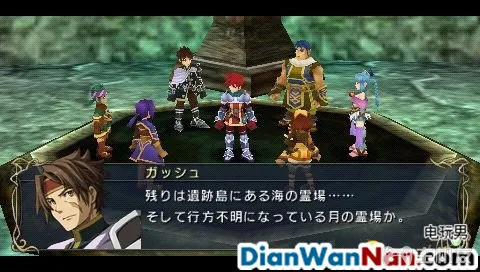 ガッシュ
残りは遺跡島にある海の霊場……
そして行方不明になっている月の霊場か。
电玩男
DianWanNan.com